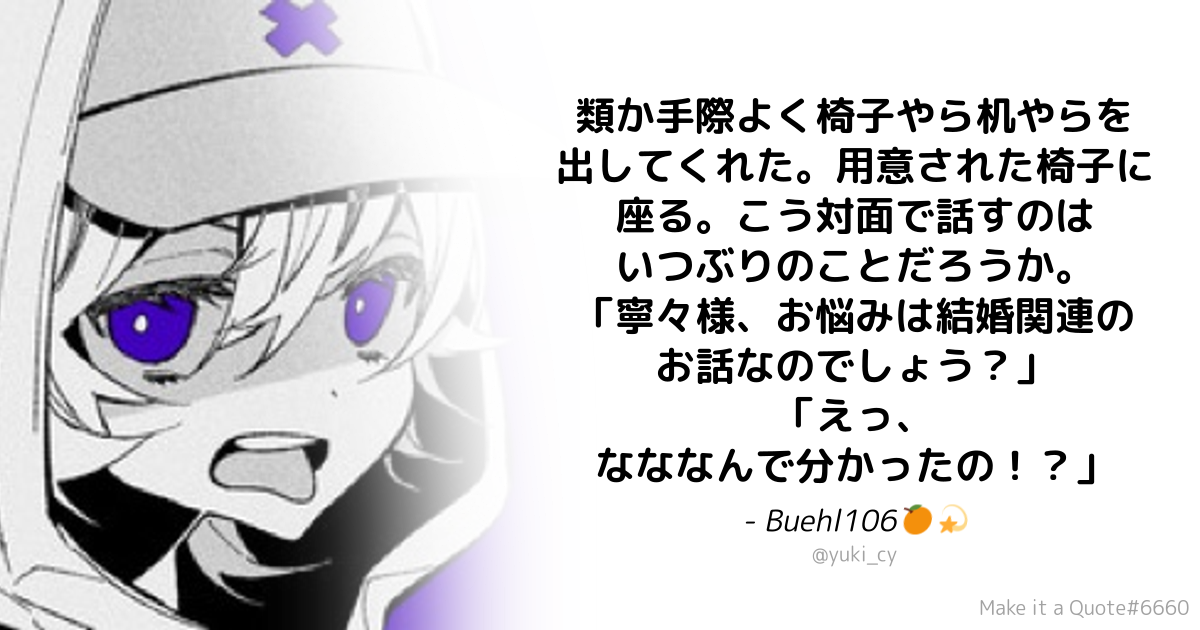 類か手際よく椅子やら机やらを
出してくれた。用意された椅子に
座る。こう対面で話すのは
いつぶりのことだろうか。
「寧々様、お悩みは結婚関連の
お話なのでしょう？」
「えっ、
なななんで分かったの！？」
- Buehl106🍊💫
@yuki_cy
Make it a Quote#6660